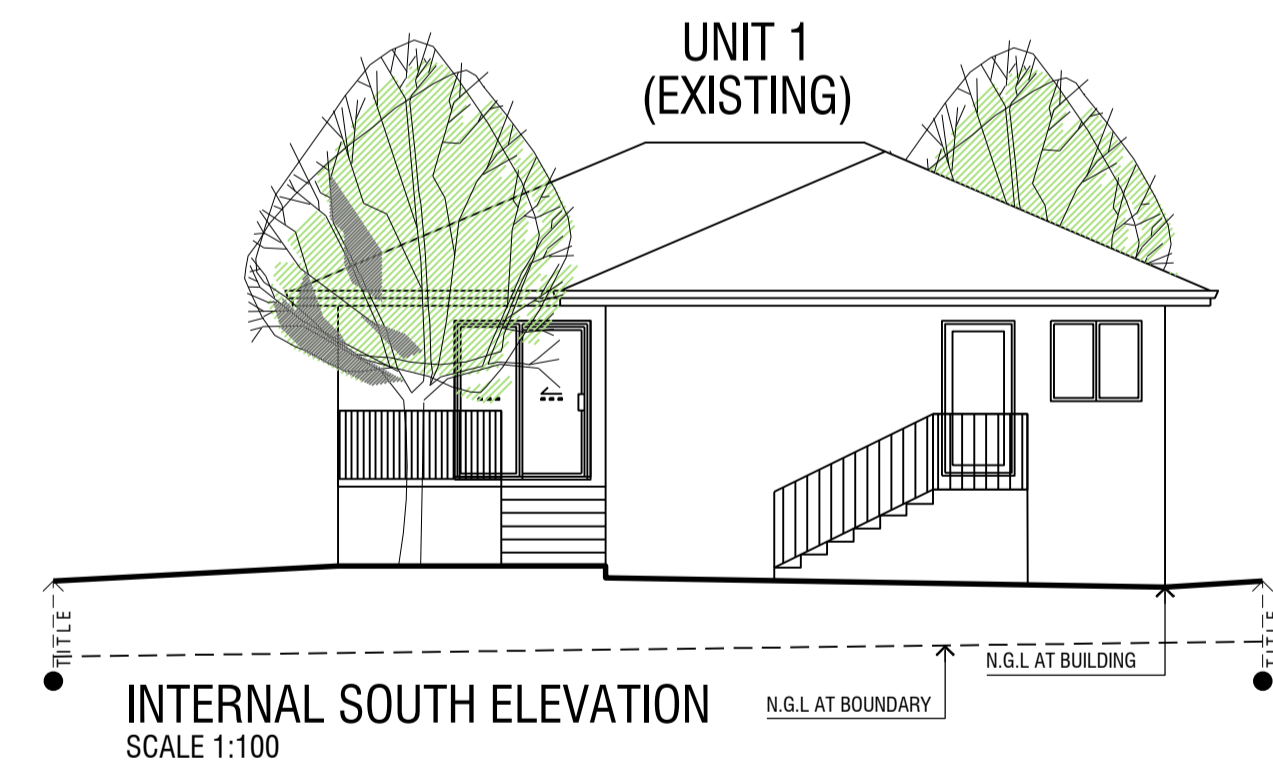 UNIT 1
(EXISTING)
TITLE
TITLE
N.G.L AT BUILDING
N.G.L AT BOUNDARY
INTERNAL SOUTH ELEVATION
SCALE 1:100